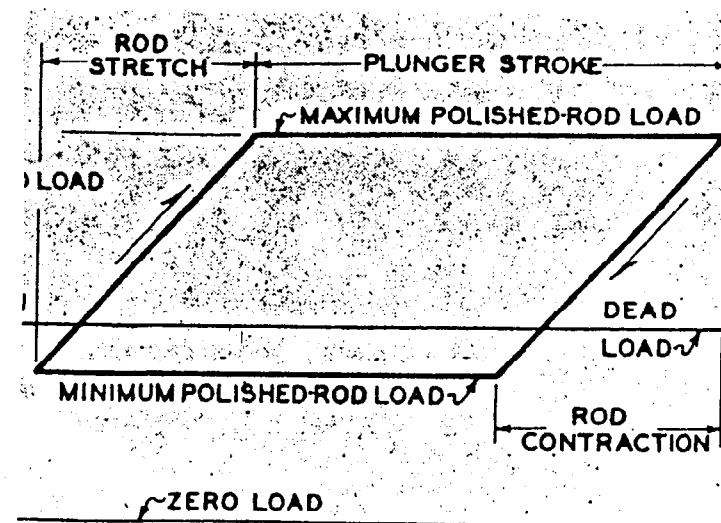 ROD
STRETCH
PLUNGER STROKE
MAXIMUM POLISHED-ROD LOAD
LOAD
DEAD
LOAD
MINIMUM POLISHED-ROD LOAD
ROD
CONTRACTION
ZERO LOAD